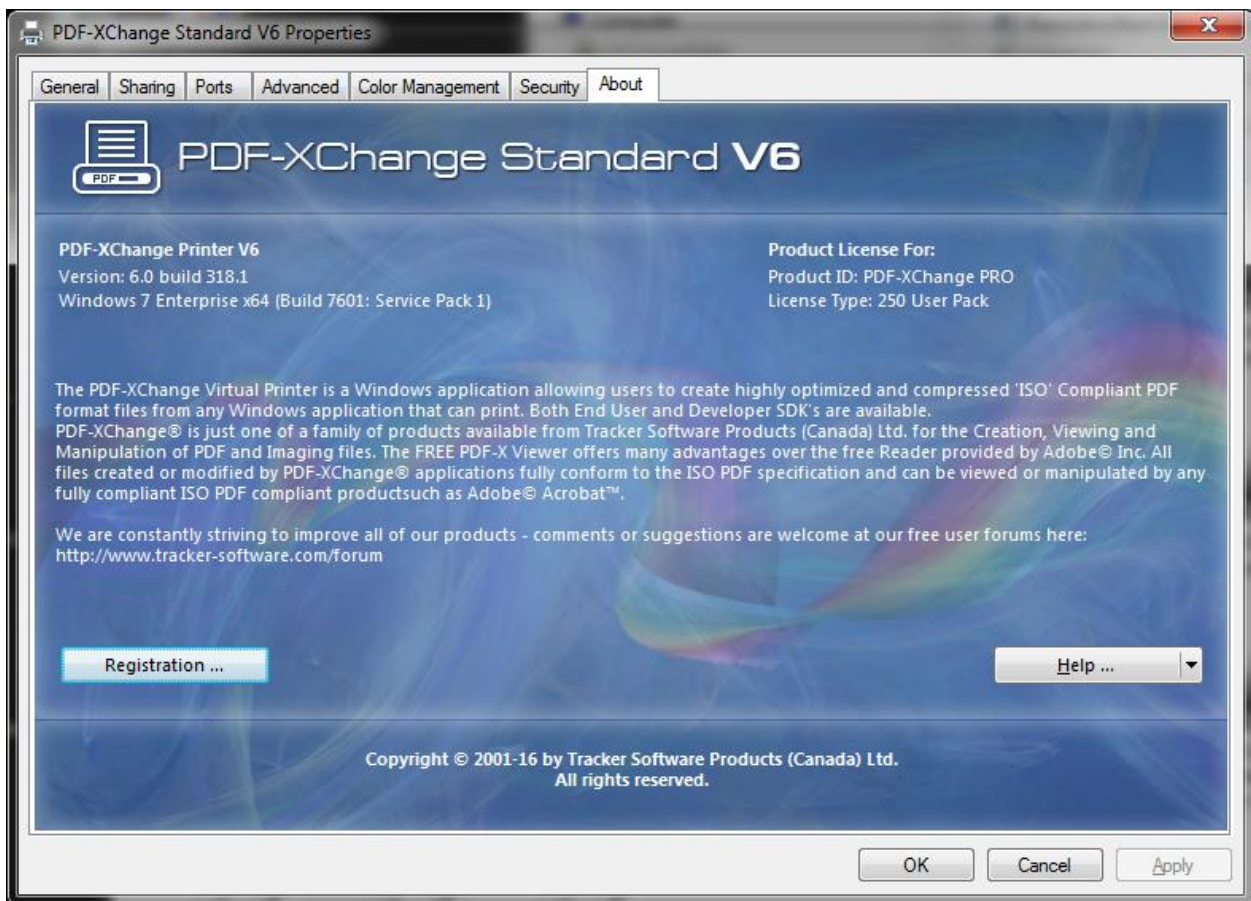 PDF-XChange Standard V6 Properties
General Sharing Ports Advanced Color Management Security About
PDF
PDF-XChange Standard V6
PDF-XChange Printer V6
Version: 6.0 build 318.1
Windows 7 Enterprise x64 (Build 7601: Service Pack 1)
Product License For:
Product ID: PDF-XChange PRO
License Type: 250 User Pack
The PDF-XChange Virtual Printer is a Windows application allowing users to create highly optimized and compressed 'ISO' Compliant PDF
format files from any Windows application that can print. Both End User and Developer SDK's are available.
PDF-XChange® is just one of a family of products available from Tracker Software Products (Canada) Ltd. for the Creation, Viewing and
Manipulation of PDF and Imaging files. The FREE PDF-X Viewer offers many advantages over the free Reader provided by Adobe© Inc. All
files created or modified by PDF-XChange® applications fully conform to the ISO PDF specification and can be viewed or manipulated by any
fully compliant ISO PDF compliant productsuch as Adobe© Acrobat™.
We are constantly striving to improve all of our products - comments or suggestions are welcome at our free user forums here:
http://www.tracker-software.com/forum
Registration ...
Help ...
Copyright © 2001-16 by Tracker Software Products (Canada) Ltd.
All rights reserved.
OK Cancel Apply